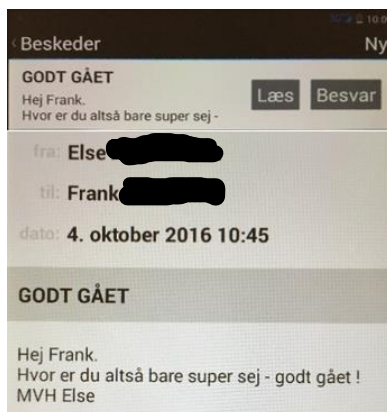 Beskeder
Ny
GODT GÅET
Hej Frank.
Hvor er du altså bare super sej -
Læs
Besvar
fra: Else
til: Frank
dato: 4. oktober 2016 10:45
GODT GÅET
Hej Frank.
Hvor er du altså bare super sej - godt gået !
MVH Else